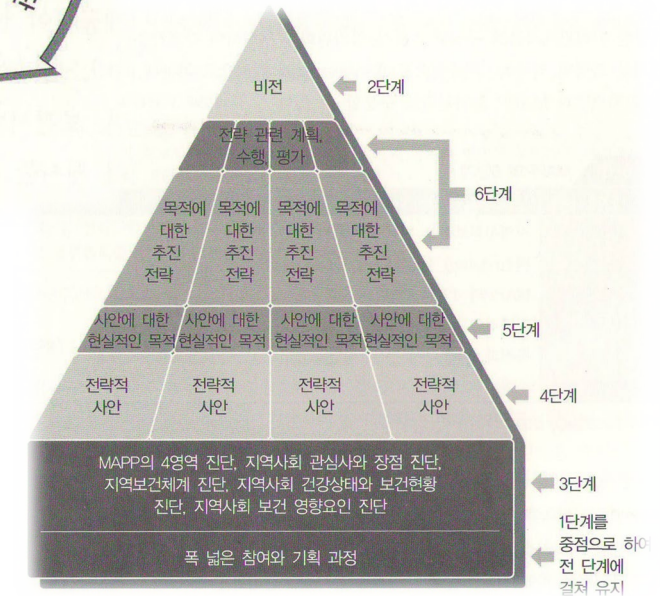 비전
2단계
전략 관련 계획,
수행, 평가
6단계
목적에 목적에 목적에 목적에
대한 대한 대한 대한
추진 추진 추진 추진
전략 전략 전략 전략
사안에 대한 사안에 대한 사안에 대한 사안에 대한
현실적인 목적 현실적인 목적 현실적인 목적 현실적인 목적
5단계
전략적 전략적 전략적 전략적
사안 사안 사안 사안
4단계
MAPP의 4영역 진단, 지역사회 관심사와 장점 진단,
지역보건체계 진단, 지역사회 건강상태와 보건현황
진단, 지역사회 보건 영향요인 진단
3단계
폭 넓은 참여와 기획 과정
1단계를
중점으로 하여
전 단계에
걸쳐 유지